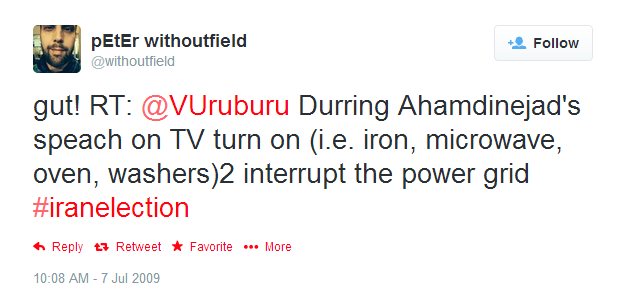 pEtEr withoutfield
@withoutfield
Follow
gut! RT: @VUruburu Durring Ahamdinejad's
speach on TV turn on (i.e. iron, microwave,
oven, washers)2 interrupt the power grid
#iranelection
Reply Retweet Favorite ••• More
10:08 AM - 7 Jul 2009